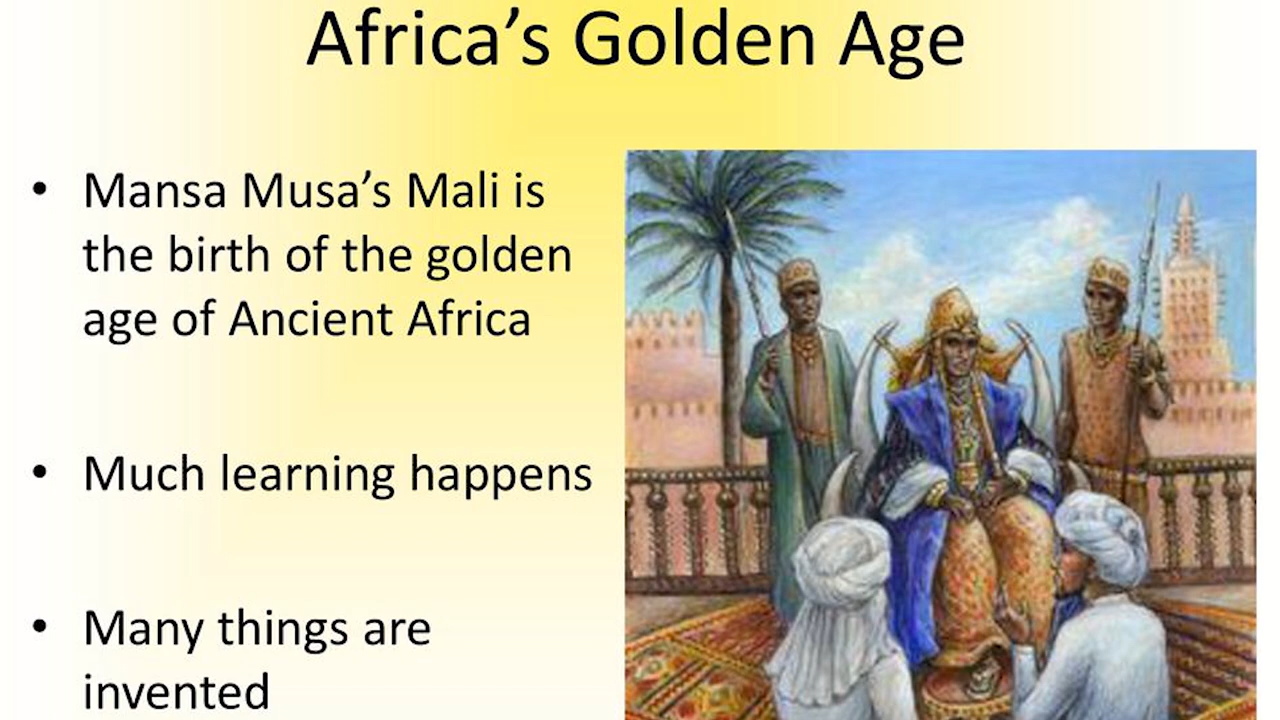 Africa’s Golden Age
• Mansa Musa’s Mali is
the birth of the golden
age of Ancient Africa
• Much learning happens
• Many things are
invented